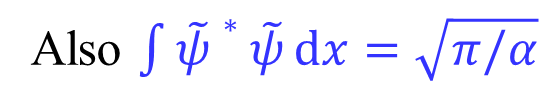 Also ∫ ψ̃* ψ̃ dx = √(π/α)